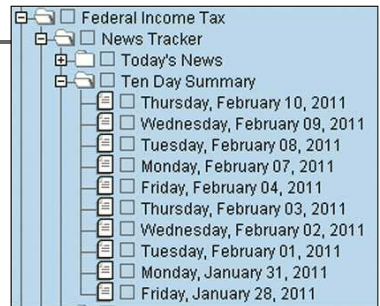 Federal Income Tax
News Tracker
Today's News
Ten Day Summary
Thursday, February 10, 2011
Wednesday, February 09, 2011
Tuesday, February 08, 2011
Monday, February 07, 2011
Friday, February 04, 2011
Thursday, February 03, 2011
Wednesday, February 02, 2011
Tuesday, February 01, 2011
Monday, January 31, 2011
Friday, January 28, 2011